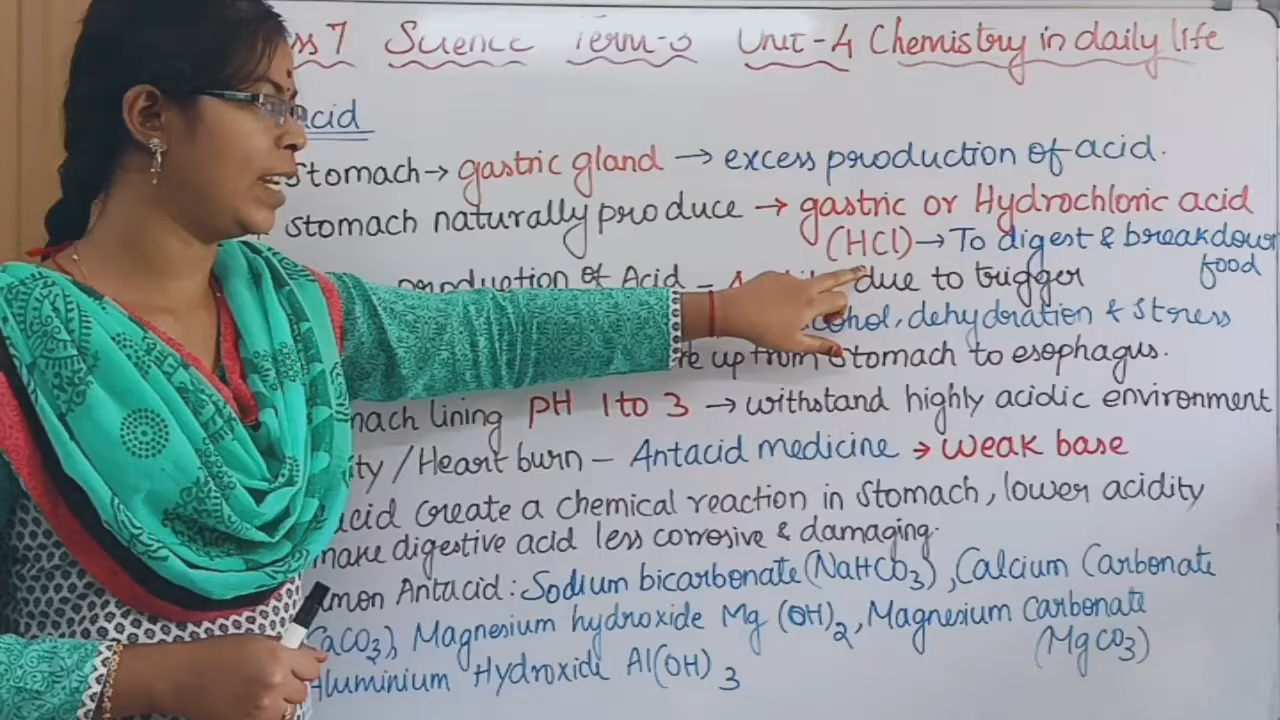 7 Science Term-3 Unit-4 Chemistry in daily life
Stomach → gastric gland → excess production of acid.
stomach naturally produce → gastric or Hydrochloric acid
(HCl) → To digest & breakdown
food
production of Acid - due to trigger
dehydration & stress
up from stomach to esophagus.
lining pH 1 to 3 → withstand highly acidic environment
/ Heart burn - Antacid medicine → weak base
create a chemical reaction in stomach, lower acidity
make digestive acid less corrosive & damaging.
Antacid : Sodium bicarbonate (NaHCO3), Calcium Carbonate
Magnesium hydroxide Mg (OH)2, Magnesium Carbonate
(MgCO3)
Aluminium Hydroxide Al(OH)3